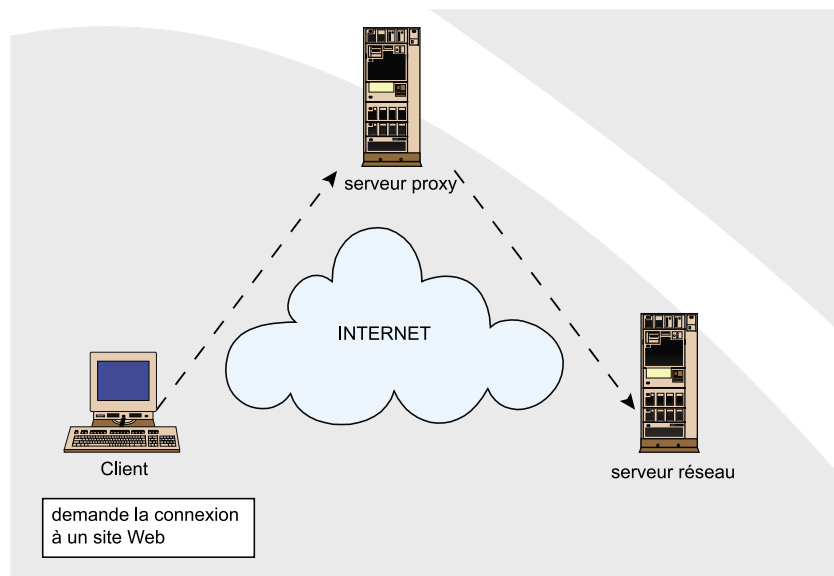 serveur proxy
INTERNET
Client
serveur réseau
demande la connexion
à un site Web